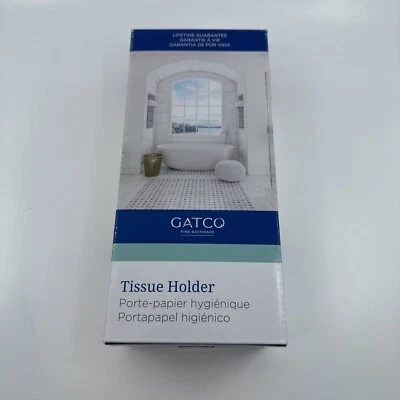 LIFETIME GUARANTEE
GARANTIE À VIE
GARANTÍA DE POR VIDA
GATCO
FINE BATHWARE
Tissue Holder
Porte-papier hygiénique
Portapapel higiénico